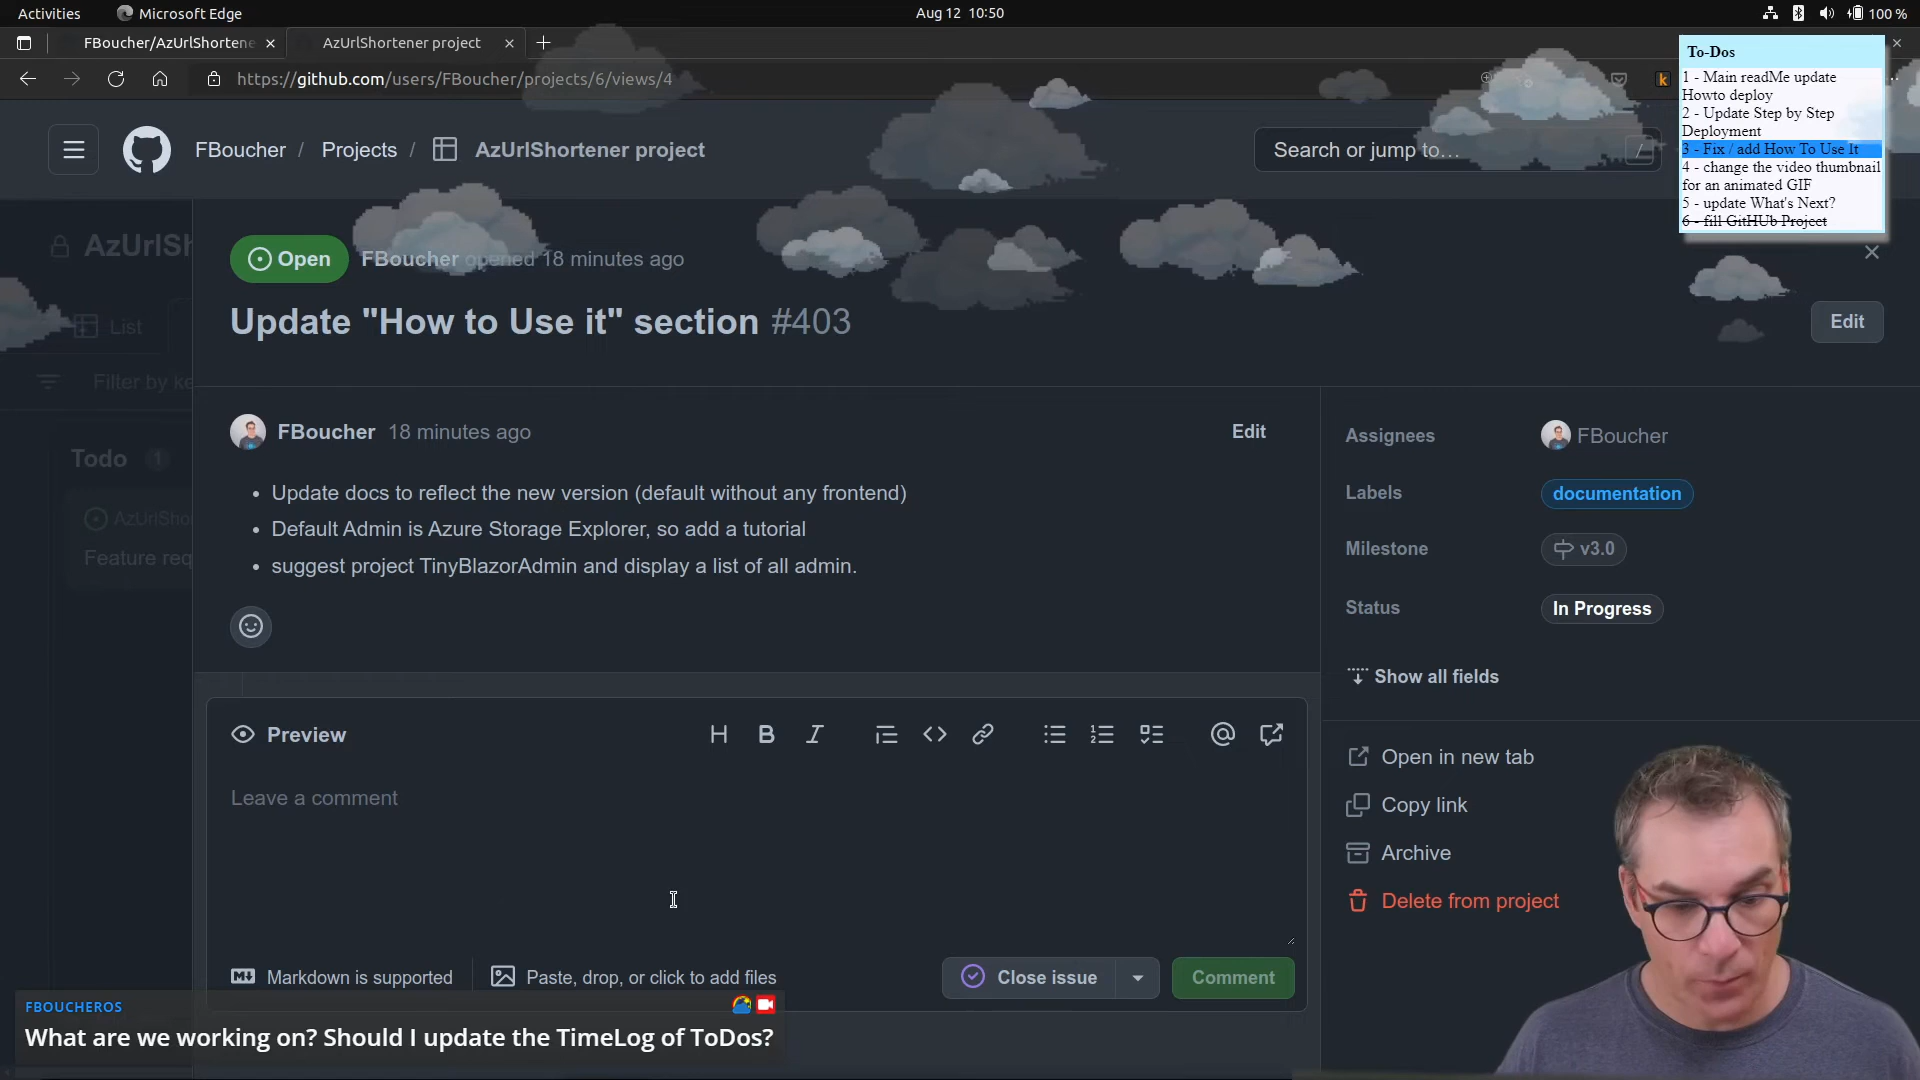 Activities
Microsoft Edge
Aug 12 10:50
100 %
FBoucher/AzUrlShortene
AzUrlShortener project
https://github.com/users/FBoucher/projects/6/views/4
To-Dos
1 - Main readMe update
Howto deploy
2 - Update Step by Step
Deployment
3 - Fix / add How To Use It
4 - change the video thumbnail
for an animated GIF
5 - update What's Next?
6 - fill GitHUb Project
FBoucher / Projects / AzUrlShortener project
Search or jump to...
/
AzUrlSh
List
Filter by ke
Todo 1
AzUrlSho
Feature req
Open
FBoucher opened 18 minutes ago
Update "How to Use it" section #403
Edit
FBoucher 18 minutes ago
Edit
Update docs to reflect the new version (default without any frontend)
Default Admin is Azure Storage Explorer, so add a tutorial
suggest project TinyBlazorAdmin and display a list of all admin.
Assignees
FBoucher
Labels
documentation
Milestone
v3.0
Status
In Progress
Show all fields
Open in new tab
Copy link
Archive
Delete from project
Preview
Leave a comment
Markdown is supported
Paste, drop, or click to add files
Close issue
Comment
FBOUCHEROS
What are we working on? Should I update the TimeLog of ToDos?